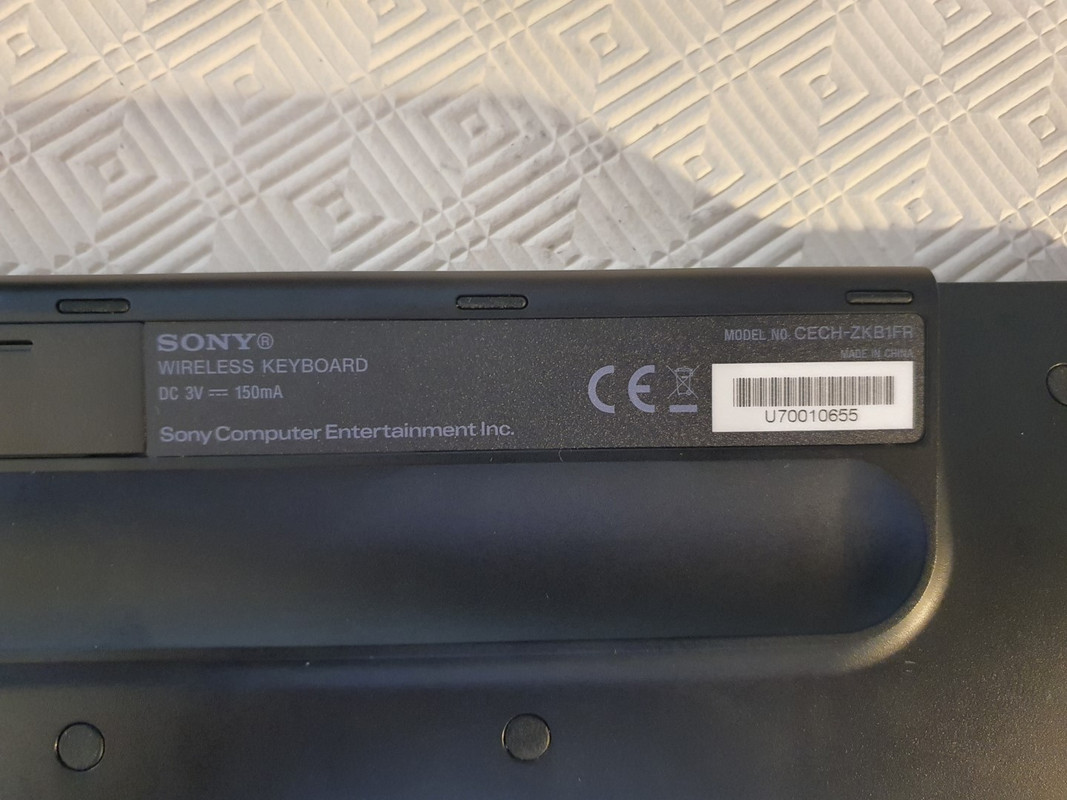 SONY®
WIRELESS KEYBOARD
DC 3V ⎓ 150mA
Sony Computer Entertainment Inc.
CE
MODEL NO. CECH-ZKB1FR
MADE IN CHINA
U70010655